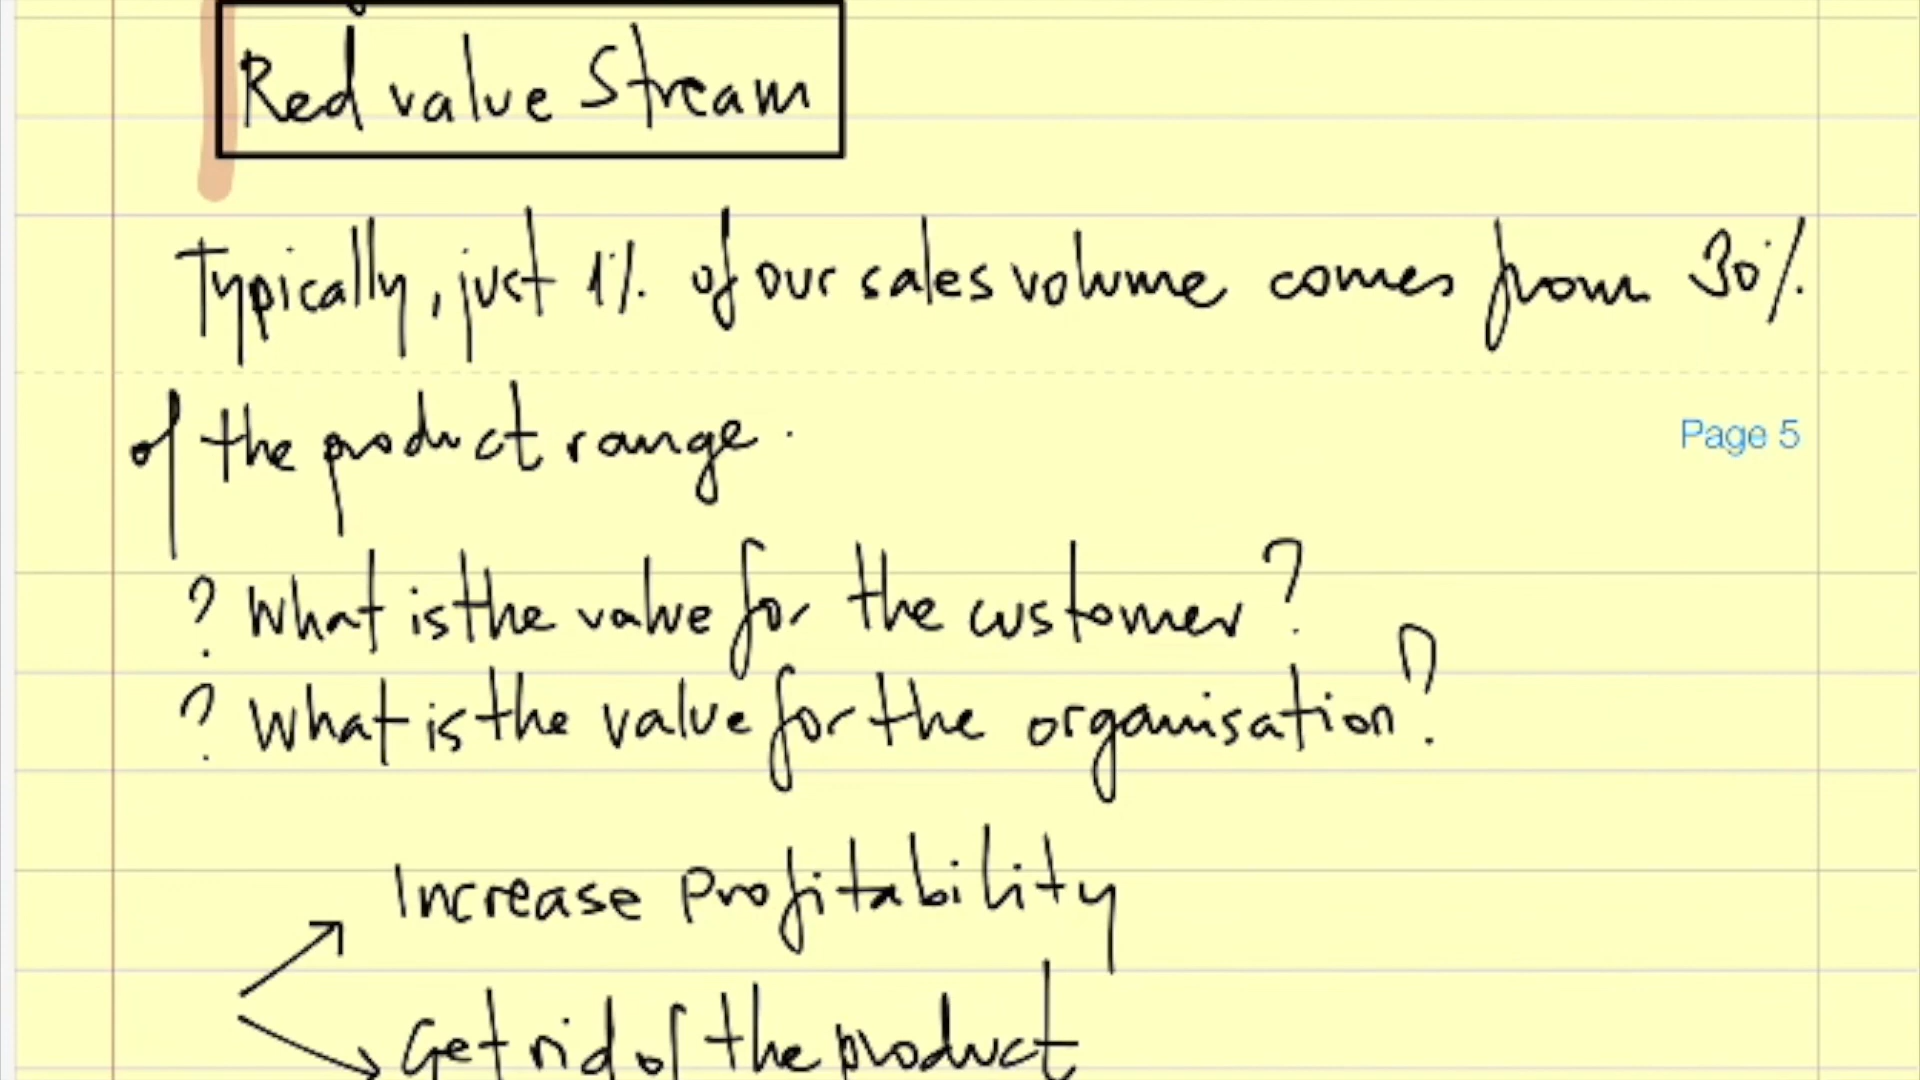 Red value Stream
Typically, just 1% of our sales volume comes from 30%
of the product range.
Page 5
? What is the value for the customer?
? What is the value for the organisation?
Increase Profitability
Get rid of the product